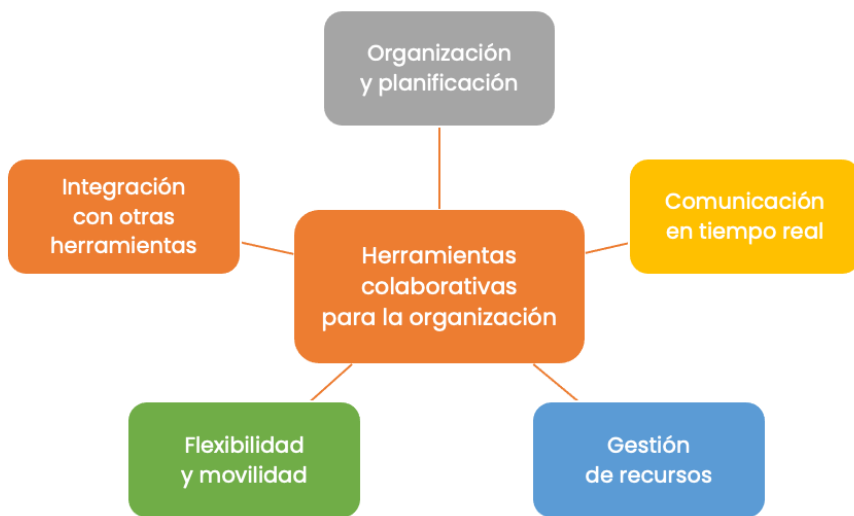 Organización
y planificación
Integración
con otras
herramientas
Comunicación
en tiempo real
Herramientas
colaborativas
para la organización
Flexibilidad
y movilidad
Gestión
de recursos